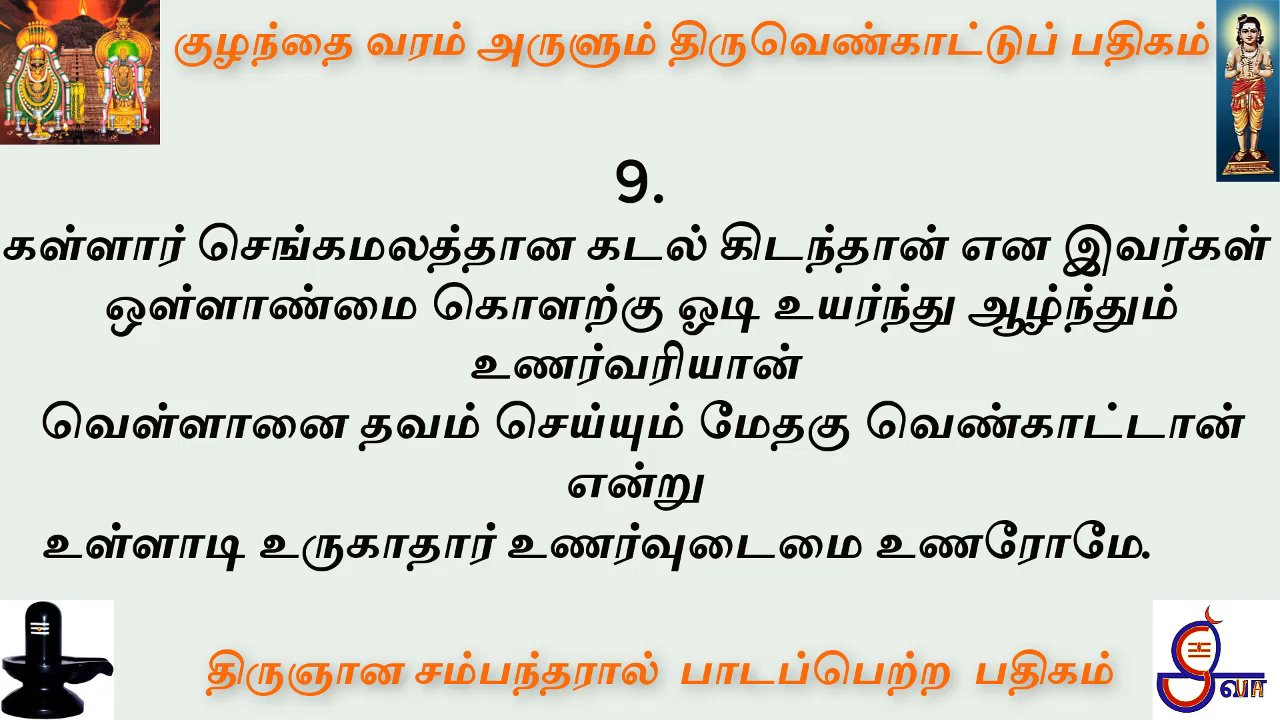 குழந்தை வரம் அருளும் திருவெண்காட்டுப் பதிகம்
9.
கள்ளார் செங்கமலத்தான கடல் கிடந்தான் என இவர்கள்
ஒள்ளாண்மை கொளற்கு ஓடி உயர்ந்து ஆழ்ந்தும்
உணர்வரியான்
வெள்ளானை தவம் செய்யும் மேதகு வெண்காட்டான்
என்று
உள்ளாடி உருகாதார் உணர்வுடைமை உணரோமே.
திருஞான சம்பந்தரால் பாடப்பெற்ற பதிகம்
சிவா